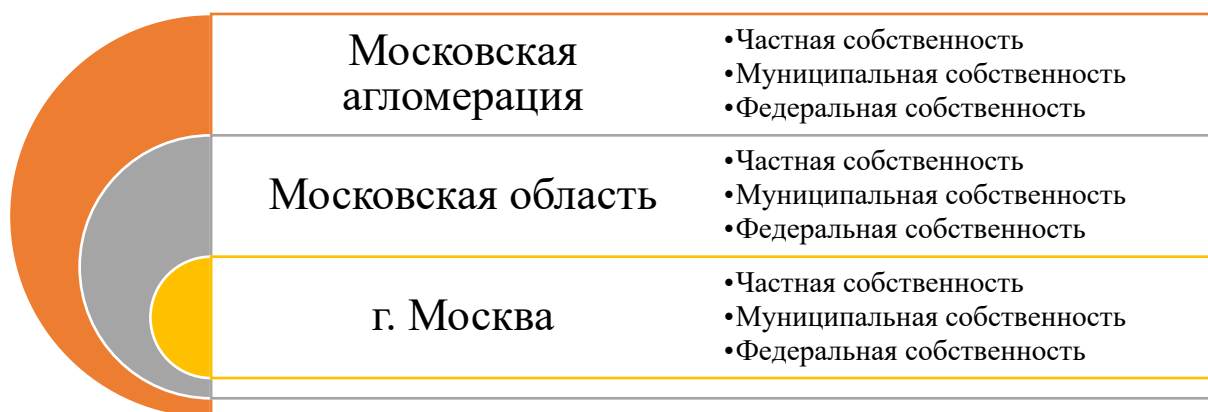 Московская
агломерация
•Частная собственность
•Муниципальная собственность
•Федеральная собственность
Московская область
•Частная собственность
•Муниципальная собственность
•Федеральная собственность
г. Москва
•Частная собственность
•Муниципальная собственность
•Федеральная собственность